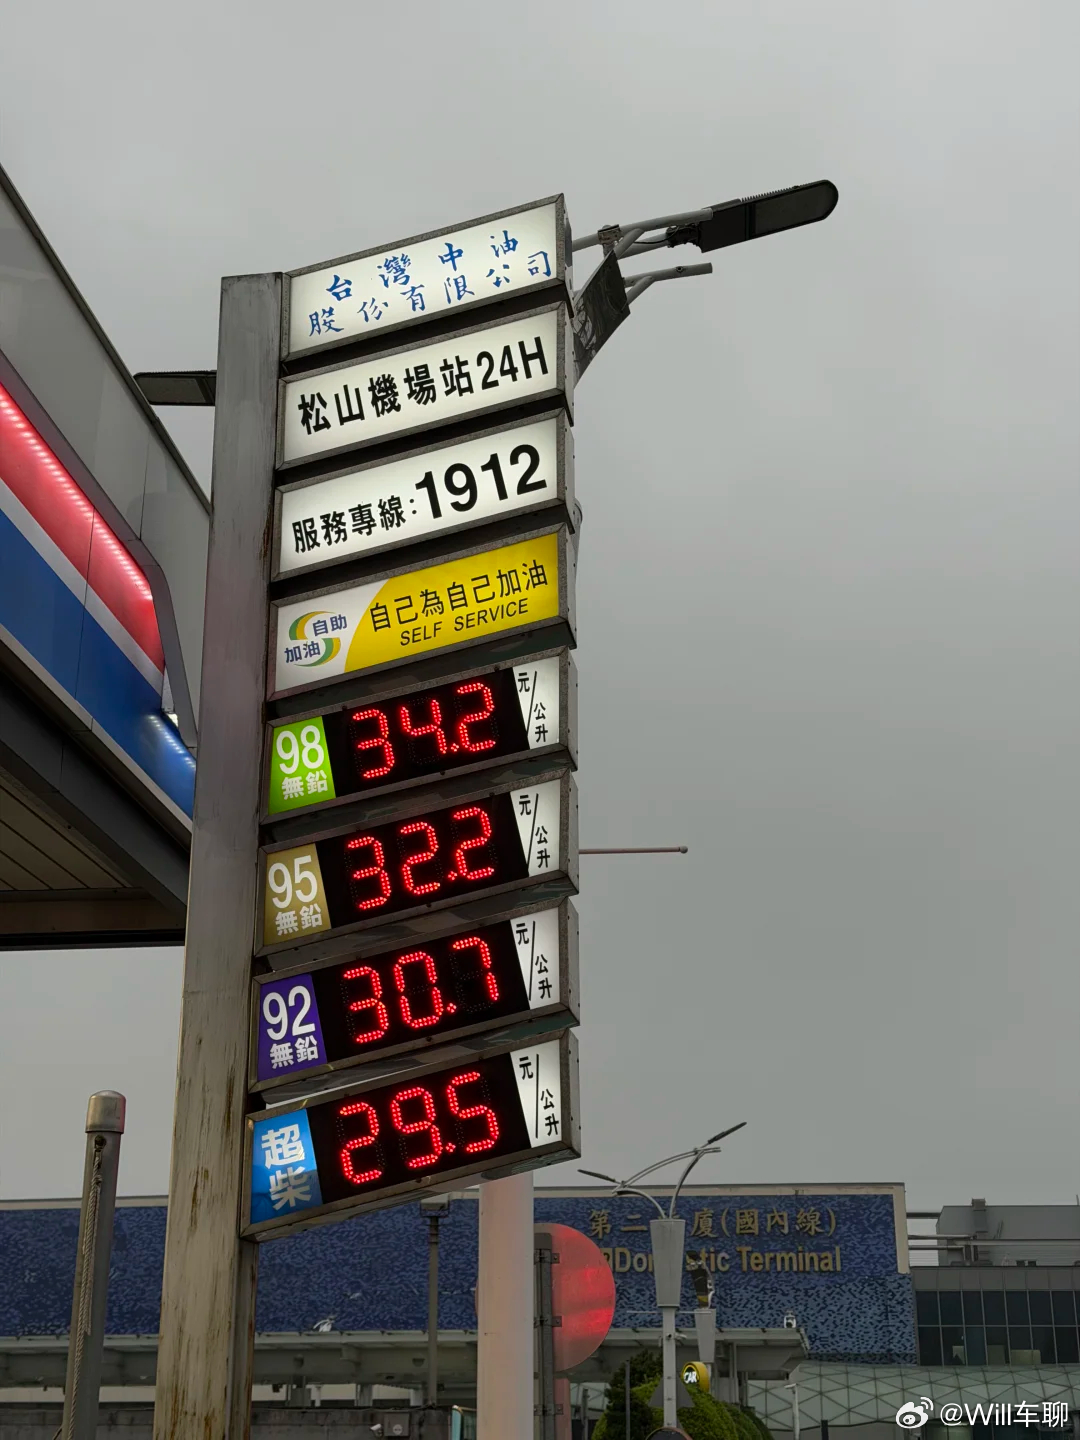 台灣中油
股份有限公司
松山機場站24H
服務專線:1912
自助
加油
自己為自己加油
SELF SERVICE
98
無鉛
34.2
元/公升
95
無鉛
32.2
元/公升
92
無鉛
30.7
元/公升
超柴
29.5
元/公升
第二 廈(國內線)
Domestic Terminal
CAR
@Will车聊